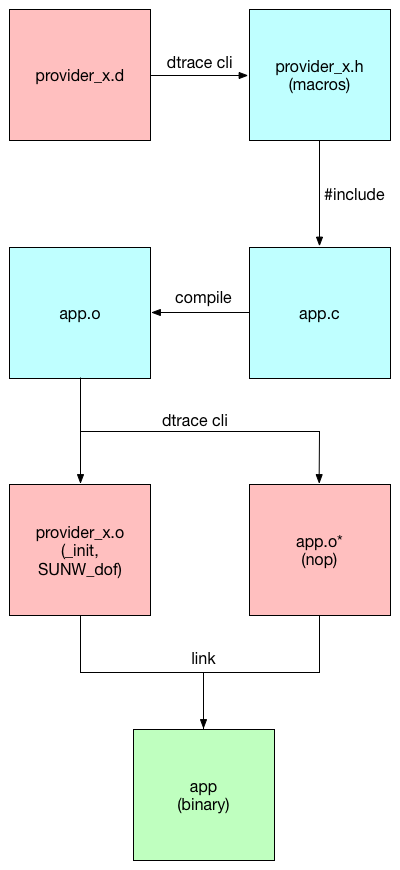 provider_x.d
dtrace cli
provider_x.h
(macros)
#include
app.o
compile
app.c
dtrace cli
provider_x.o
(_init,
SUNW_dof)
app.o*
(nop)
link
app
(binary)